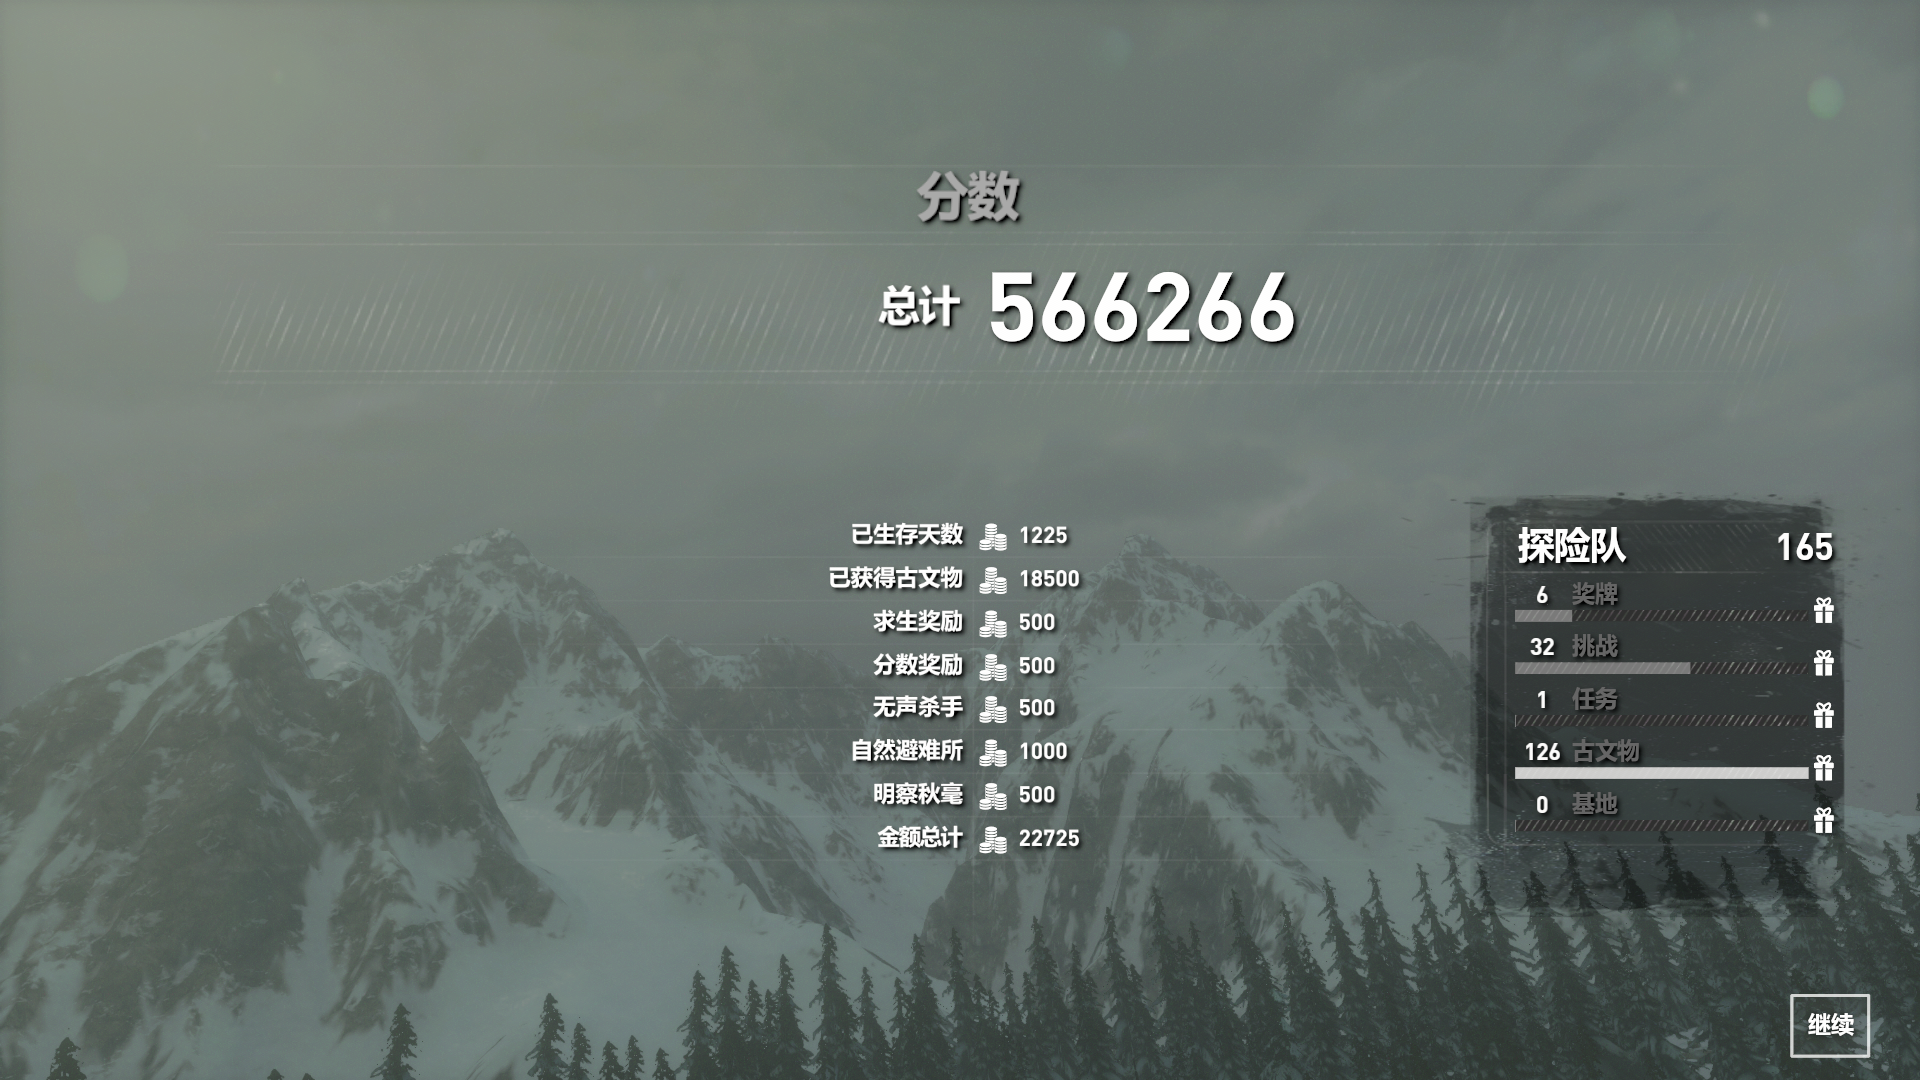 分数
总计 566266
已生存天数 1225
已获得古文物 18500
求生奖励 500
分数奖励 500
无声杀手 500
自然避难所 1000
明察秋毫 500
金额总计 22725
探险队 165
6 奖牌
32 挑战
1 任务
126 古文物
0 基地
继续